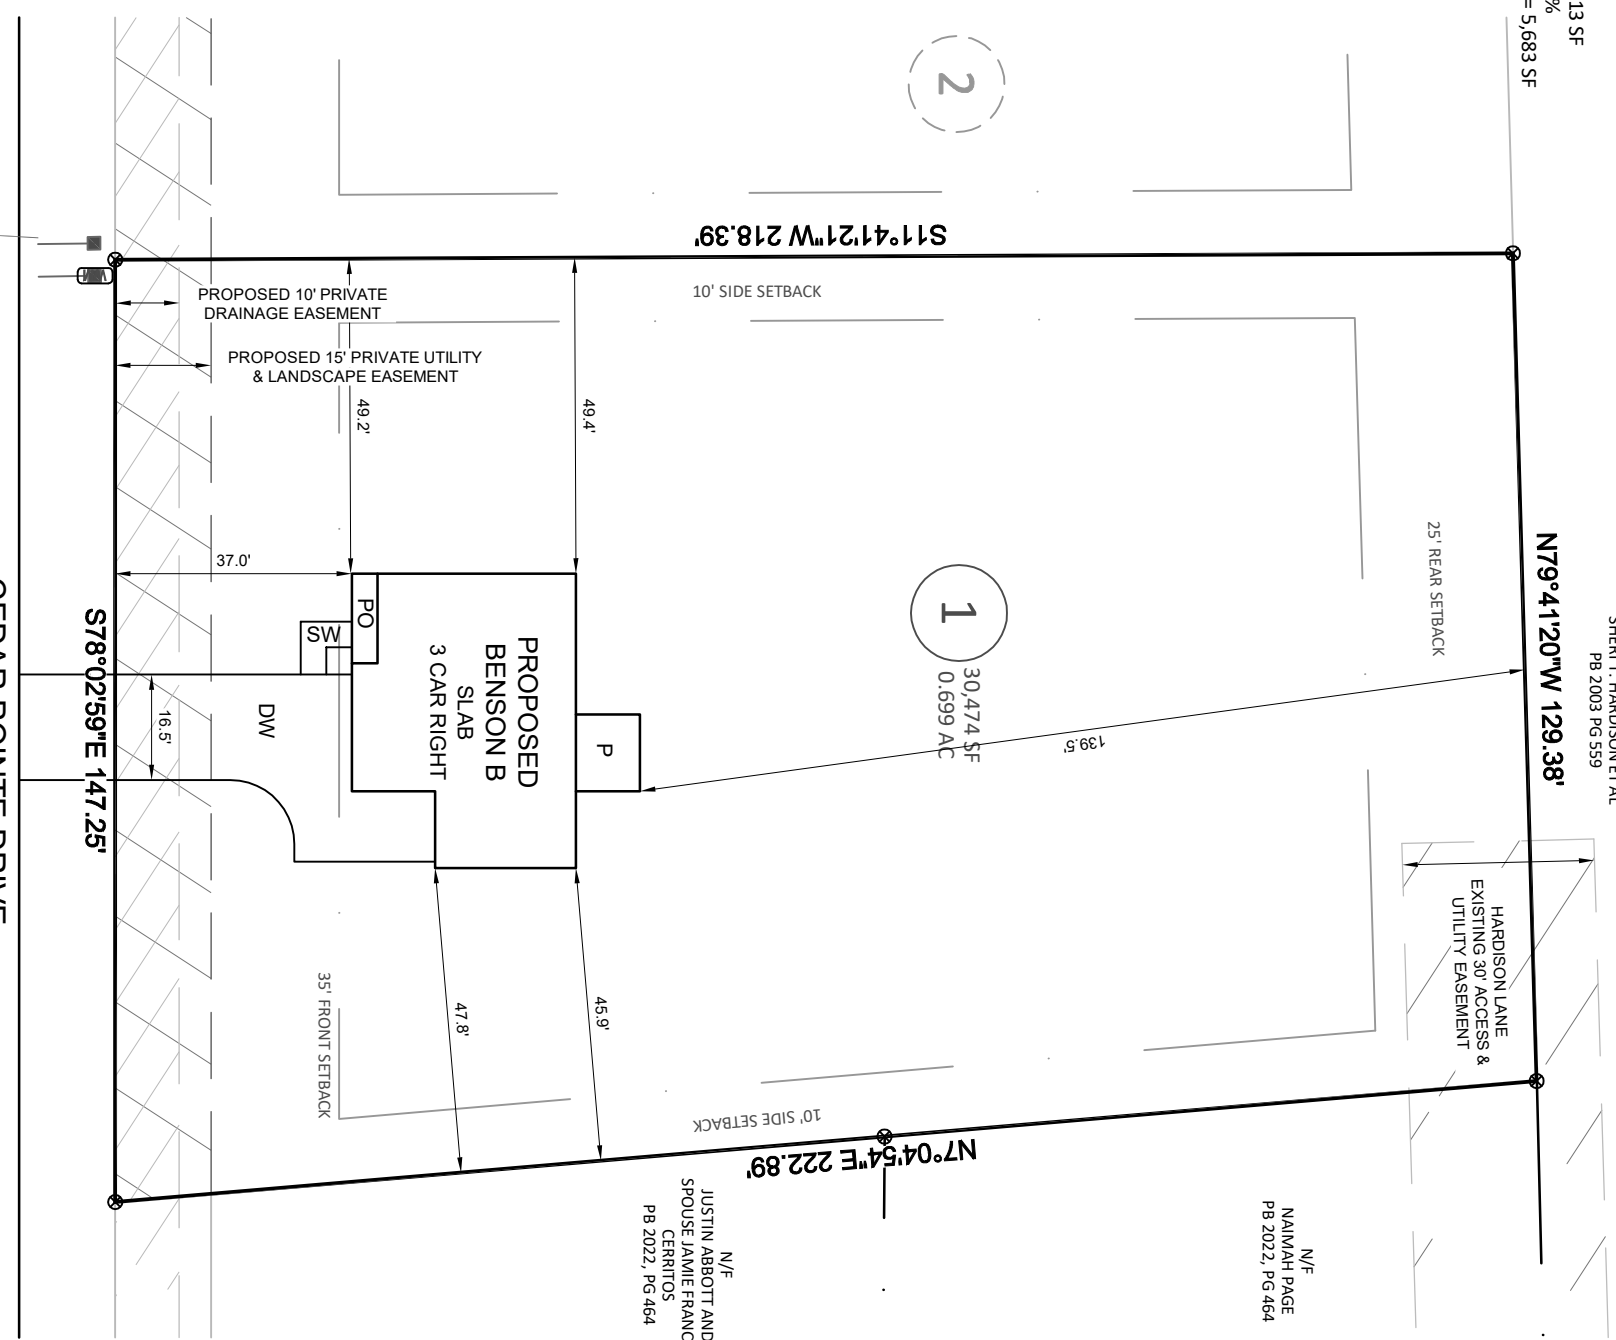 13 SF
%
= 5,683 SF
2
S11°41'21"W 218.39'
10' SIDE SETBACK
PROPOSED 10' PRIVATE
DRAINAGE EASEMENT
PROPOSED 15' PRIVATE UTILITY
& LANDSCAPE EASEMENT
49.2'
49.4'
37.0'
25' REAR SETBACK
N79°41'20"W 129.38'
PB 2003 PG 559
1
30,474 SF
0.699 AC
139.5'
PO
SW
PROPOSED
BENSON B
SLAB
3 CAR RIGHT
P
DW
16.5'
S78°02'59"E 147.25'
HARDISON LANE
EXISTING 30' ACCESS &
UTILITY EASEMENT
47.8'
45.9'
35' FRONT SETBACK
10' SIDE SETBACK
N7°04'54"E 222.89'
N/F
JUSTIN ABBOTT AND
SPOUSE JAMIE FRANC
CERRITOS
PB 2022, PG 464
N/F
NAIMAH PAGE
PB 2022, PG 464